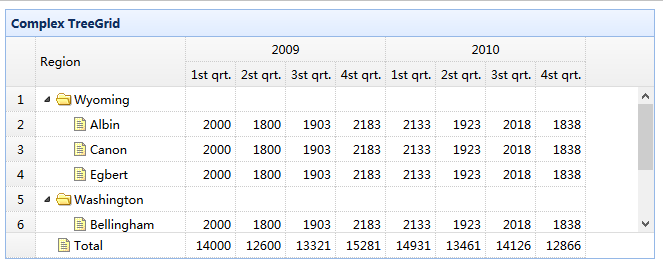 Complex TreeGrid
2009 2010
Region
1st qrt. 2st qrt. 3st qrt. 4st qrt. 1st qrt. 2st qrt. 3st qrt. 4st qrt.
1 Wyoming
2 Albin 2000 1800 1903 2183 2133 1923 2018 1838
3 Canon 2000 1800 1903 2183 2133 1923 2018 1838
4 Egbert 2000 1800 1903 2183 2133 1923 2018 1838
5 Washington
6 Bellingham 2000 1800 1903 2183 2133 1923 2018 1838
Total 14000 12600 13321 15281 14931 13461 14126 12866